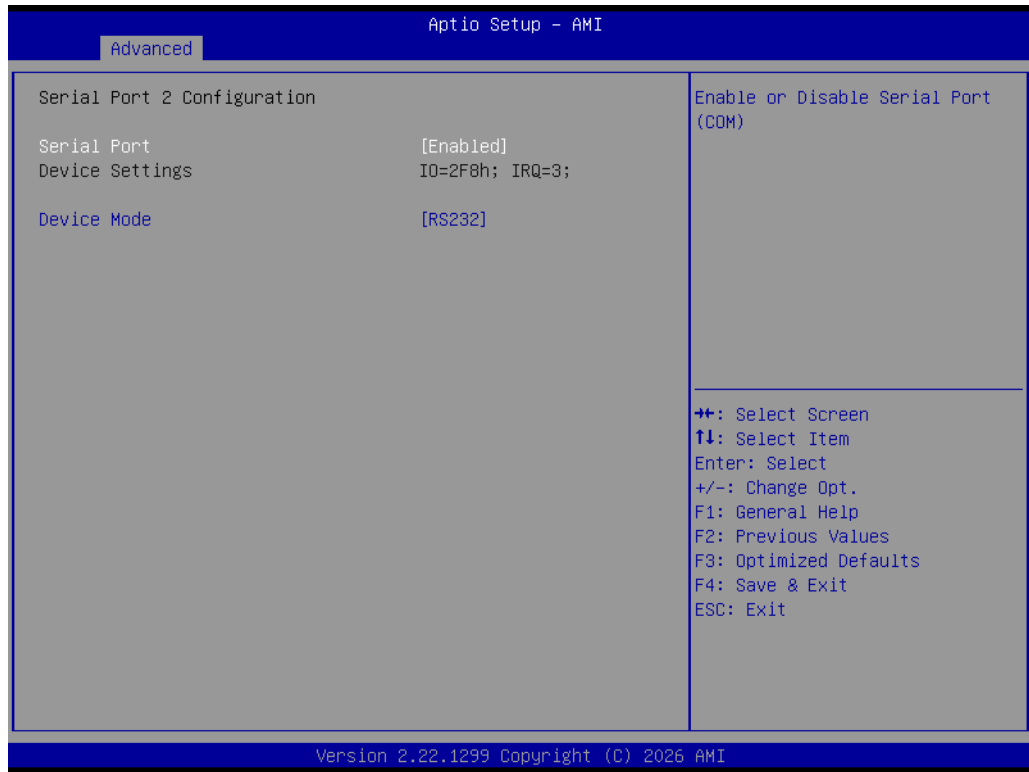 Aptio Setup – AMI
Advanced
Serial Port 2 Configuration
Serial Port [Enabled]
Device Settings IO=2F8h; IRQ=3;
Device Mode [RS232]
Enable or Disable Serial Port
(COM)
→←: Select Screen
↑↓: Select Item
Enter: Select
+/-: Change Opt.
F1: General Help
F2: Previous Values
F3: Optimized Defaults
F4: Save & Exit
ESC: Exit
Version 2.22.1299 Copyright (C) 2026 AMI